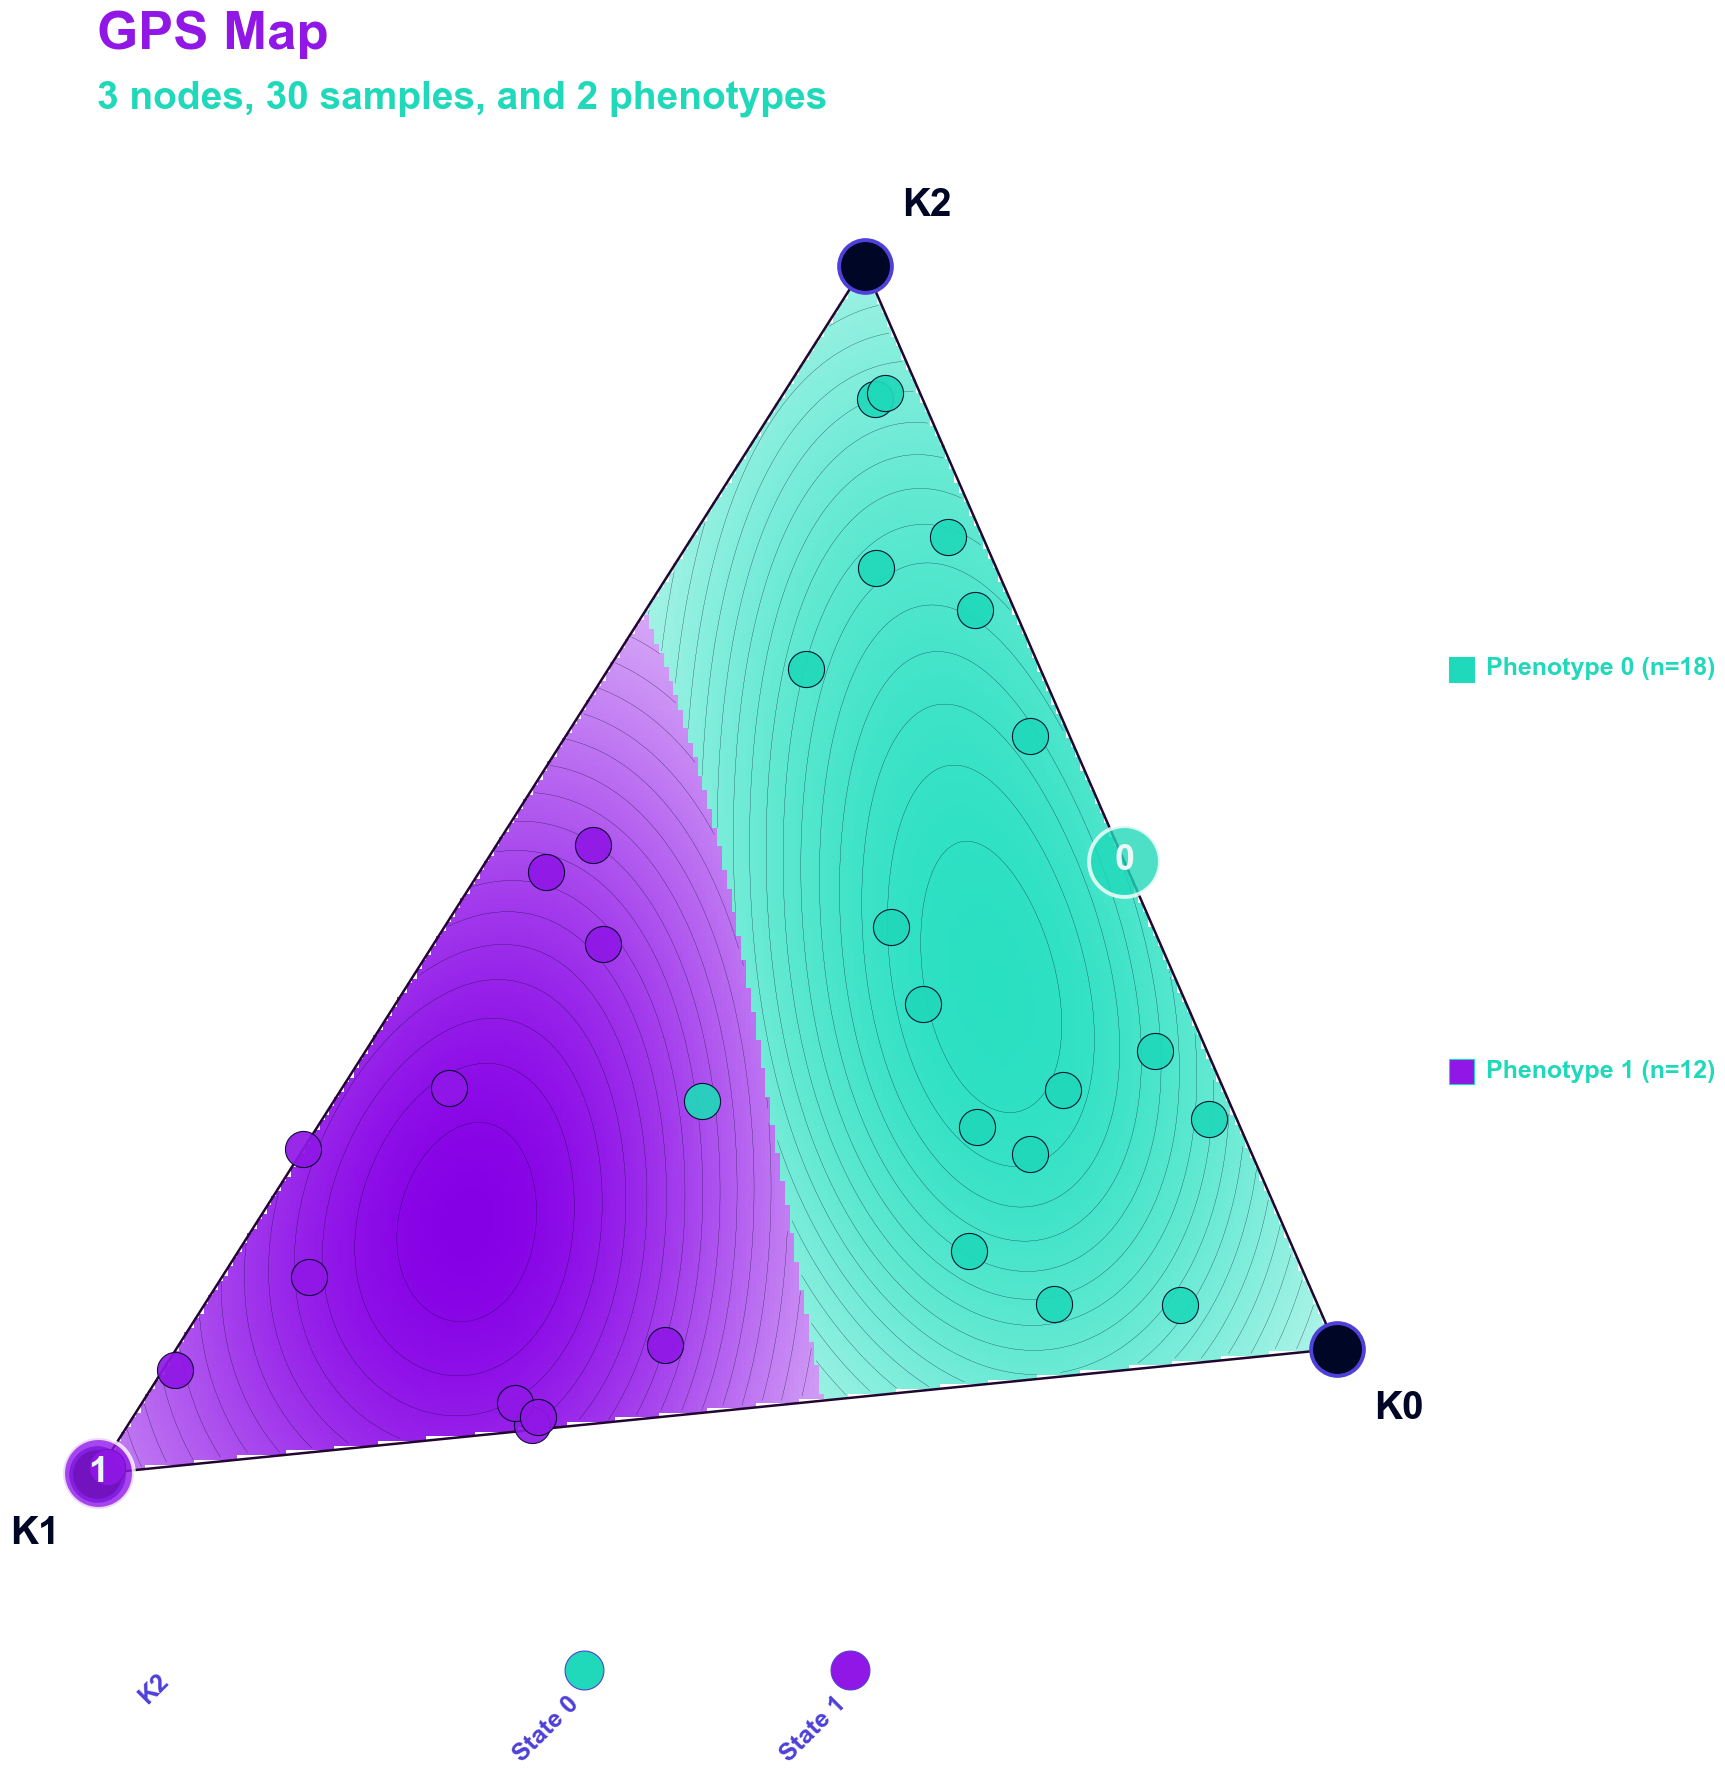 GPS Map
3 nodes, 30 samples, and 2 phenotypes
K2
Phenotype 0 (n=18)
0
Phenotype 1 (n=12)
K0
1
K1
K2
State 0
State 1